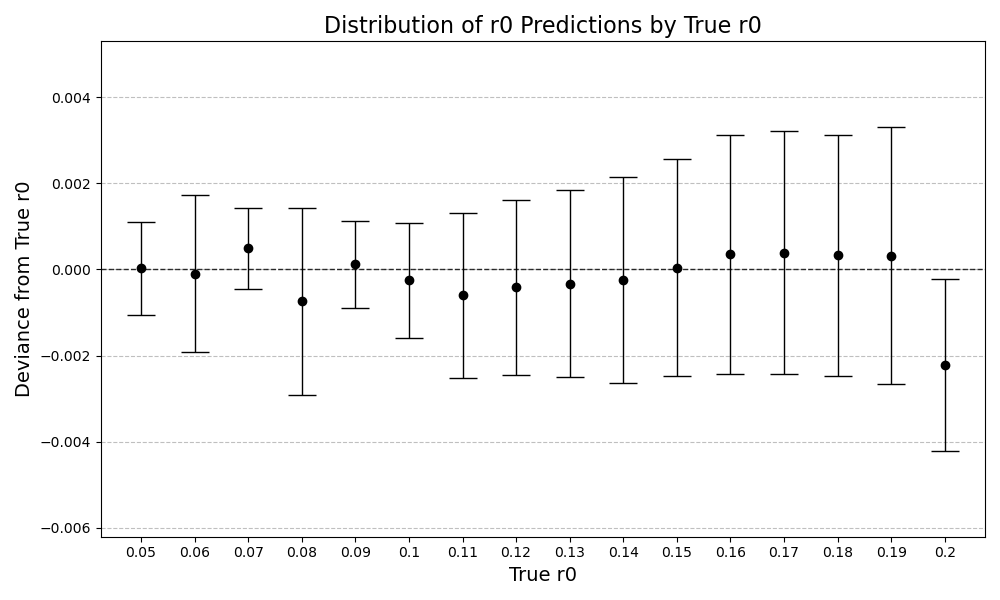 Distribution of r0 Predictions by True r0
Deviance from True r0
0.004
0.002
0.000
−0.002
−0.004
−0.006
0.05 0.06 0.07 0.08 0.09 0.1 0.11 0.12 0.13 0.14 0.15 0.16 0.17 0.18 0.19 0.2
True r0